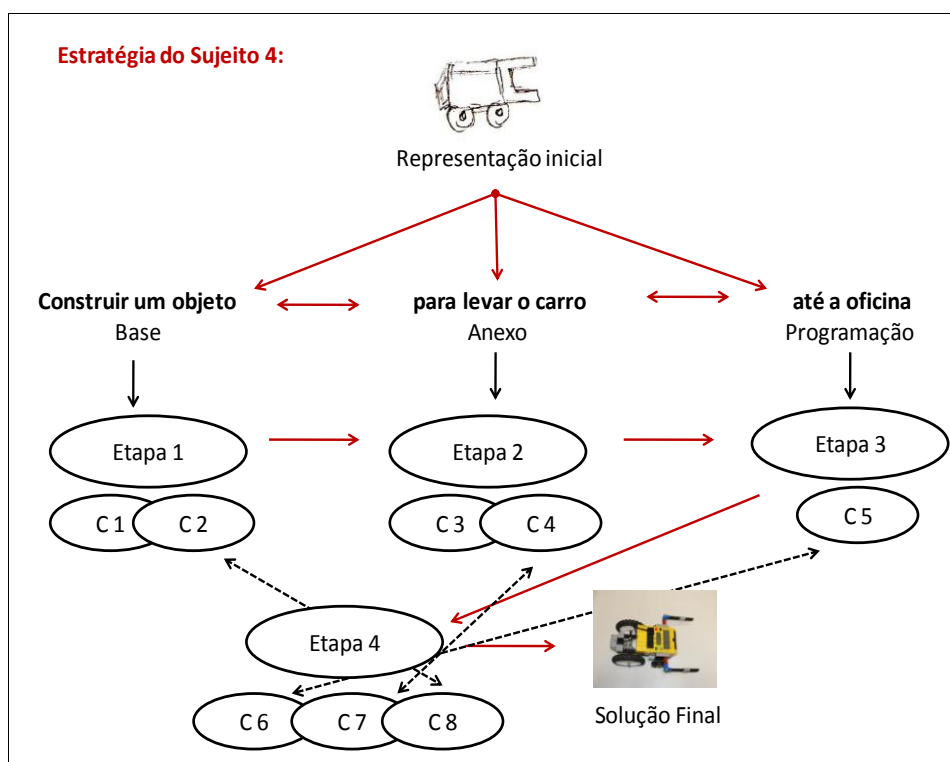 Estratégia do Sujeito 4:
Representação inicial
Construir um objeto
Base
para levar o carro
Anexo
até a oficina
Programação
Etapa 1
Etapa 2
Etapa 3
C 1
C 2
C 3
C 4
C 5
Etapa 4
C 6
C 7
C 8
Solução Final